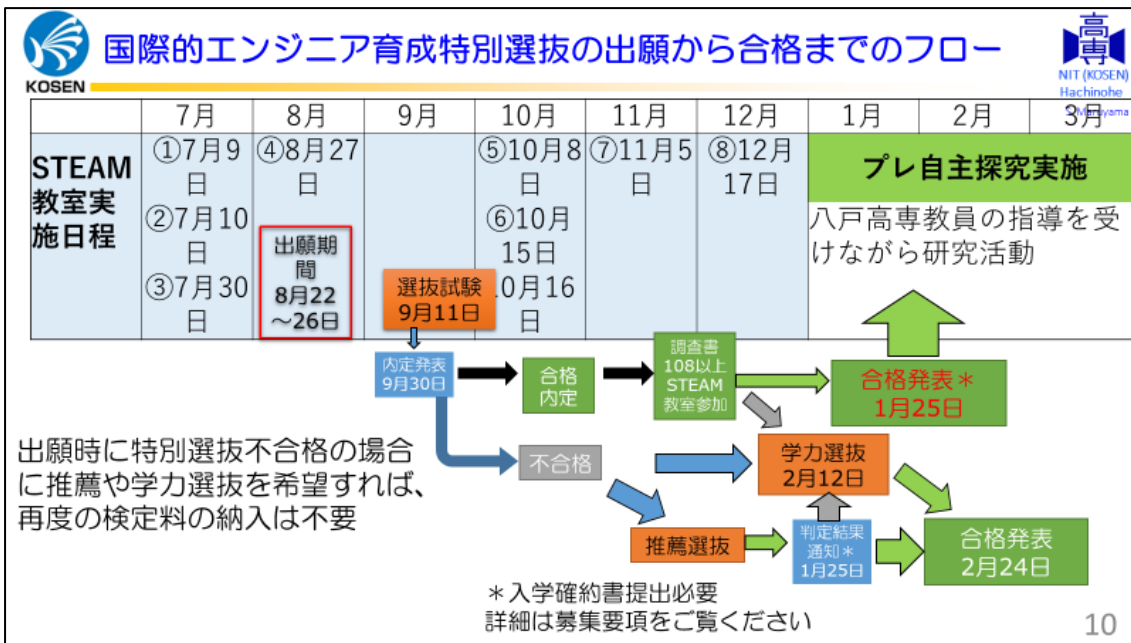 国際的エンジニア育成特別選抜の出願から合格までのフロー
KOSEN
高専
NIT (KOSEN)
Hachinohe
S.Maruyama
7月 8月 9月 10月 11月 12月 1月 2月 3月
STEAM
教室実
施日程
①7月9
日
②7月10
日
③7月30
日
④8月27
日
出願期
間
8月22
～26日
選抜試験
9月11日
⑤10月8
日
⑥10月
15日
10月16
日
⑦11月5
日
⑧12月
17日
プレ自主探究実施
八戸高専教員の指導を受
けながら研究活動
内定発表
9月30日
合格
内定
調査書
108以上
STEAM
教室参加
合格発表＊
1月25日
出願時に特別選抜不合格の場合
に推薦や学力選抜を希望すれば、
再度の検定料の納入は不要
不合格
学力選抜
2月12日
推薦選抜
判定結果
通知＊
1月25日
合格発表
2月24日
＊入学確約書提出必要
詳細は募集要項をご覧ください
10